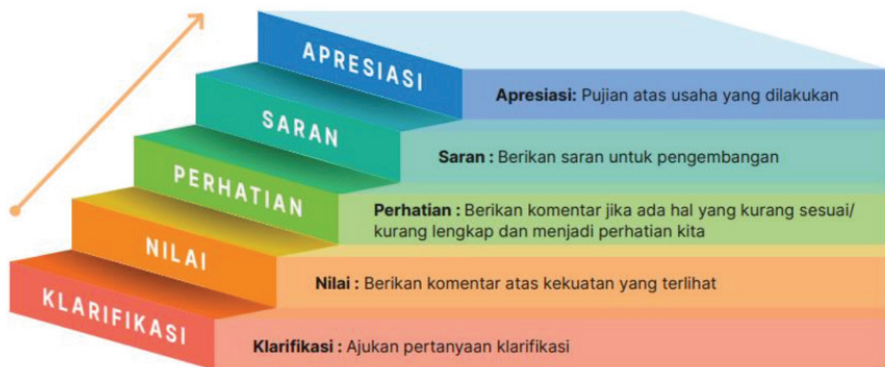 APRESIASI
Apresiasi: Pujian atas usaha yang dilakukan
SARAN
Saran : Berikan saran untuk pengembangan
PERHATIAN
Perhatian : Berikan komentar jika ada hal yang kurang sesuai/
kurang lengkap dan menjadi perhatian kita
NILAI
Nilai : Berikan komentar atas kekuatan yang terlihat
KLARIFIKASI
Klarifikasi : Ajukan pertanyaan klarifikasi